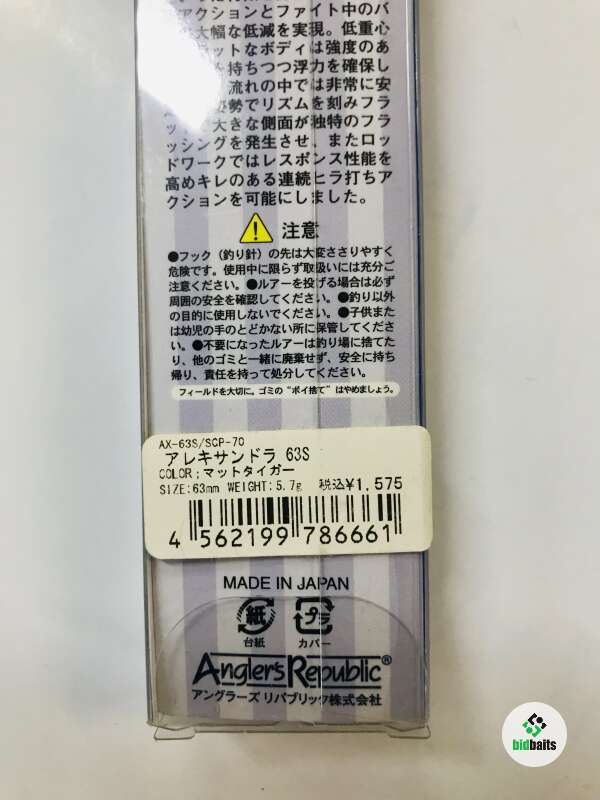 アクションとファイト中のバ
大幅な低減を実現。低重心
ットなボディは強度のあ
持ちつつ浮力を確保し
流れの中では非常に安
姿勢でリズムを刻みフラ
大きな側面が独特のフラ
ッシングを発生させ、またロッ
ドワークではレスポンス性能を
高めキレのある連続ヒラ打ちア
クションを可能にしました。
注意
●フック（釣り針）の先は大変ささりやすく
危険です。使用中に限らず取扱いには充分ご
注意ください。●ルアーを投げる場合は必ず
周囲の安全を確認してください。●釣り以外
の目的に使用しないでください。●子供また
は幼児の手のとどかない所に保管してくださ
い。●不要になったルアーは釣り場に捨てた
り、他のゴミと一緒に廃棄せず、安全に持ち
帰り、責任を持って処分してください。
フィールドを大切に。ゴミの"ポイ捨て"はやめましょう。
AX-63S/SCP-70
アレキサンドラ 63S
COLOR;マットタイガー
SIZE:63mm WEIGHT:5.7g 税込¥1,575
4 562199 786661
MADE IN JAPAN
紙 プラ
台紙 カバー
Angler's Republic®
アングラーズ リパブリック株式会社
bidbaits